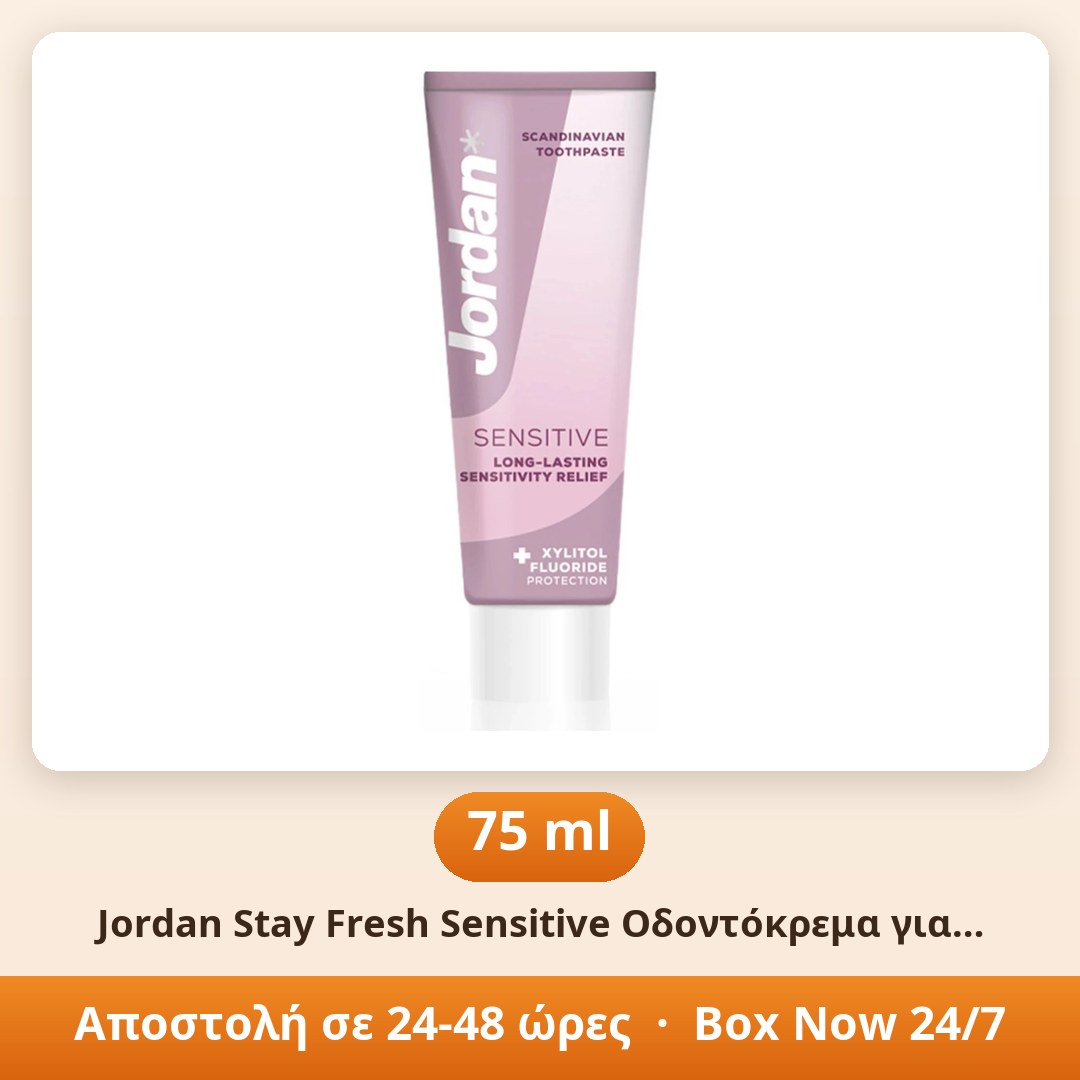 Jordan*
SCANDINAVIAN
TOOTHPASTE
SENSITIVE
LONG-LASTING
SENSITIVITY RELIEF
+ XYLITOL
FLUORIDE
PROTECTION
75 ml
Jordan Stay Fresh Sensitive Οδοντόκρεμα για...
Αποστολή σε 24-48 ώρες · Box Now 24/7